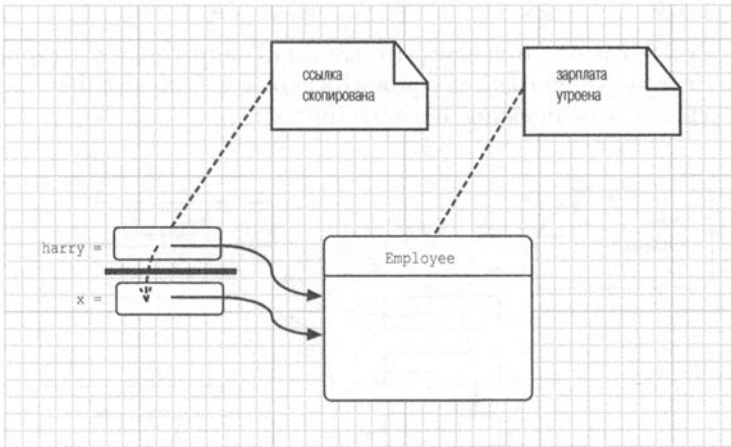 ссылка
скопирована
зарплата
утроена
harry =
Employee
x =